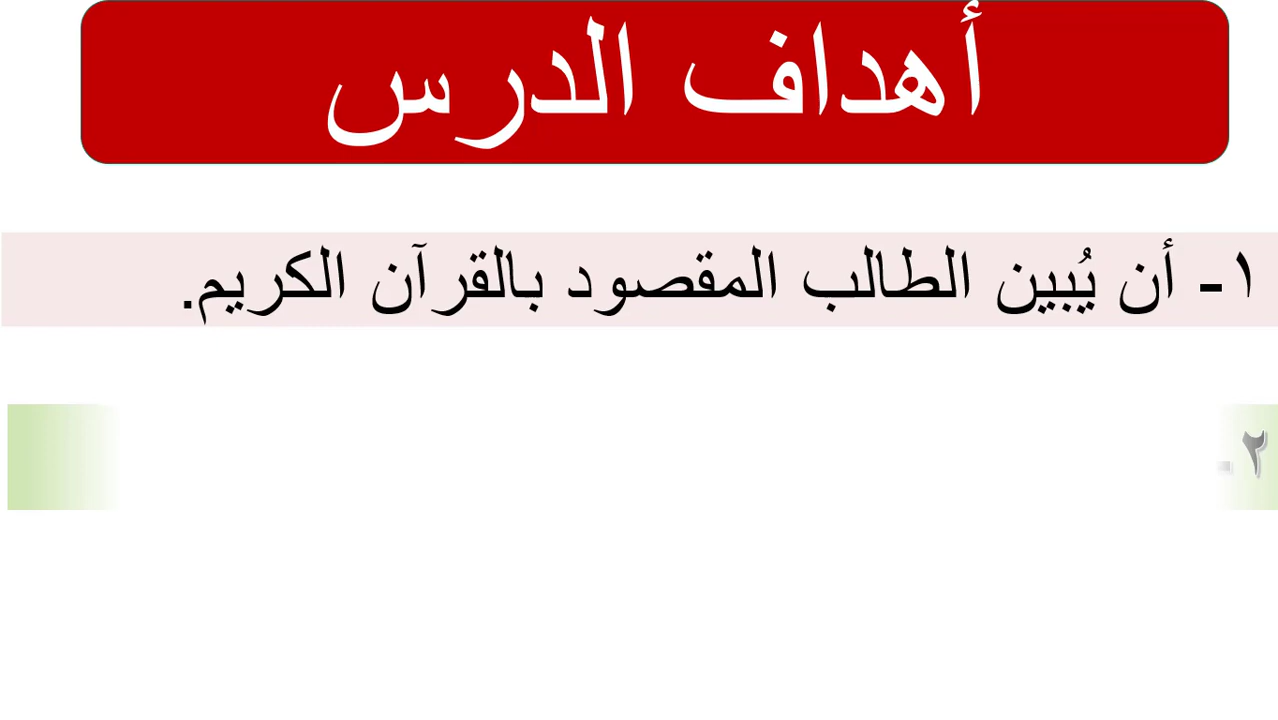 أهداف الدرس
١- أن يُبين الطالب المقصود بالقرآن الكريم.
٢-